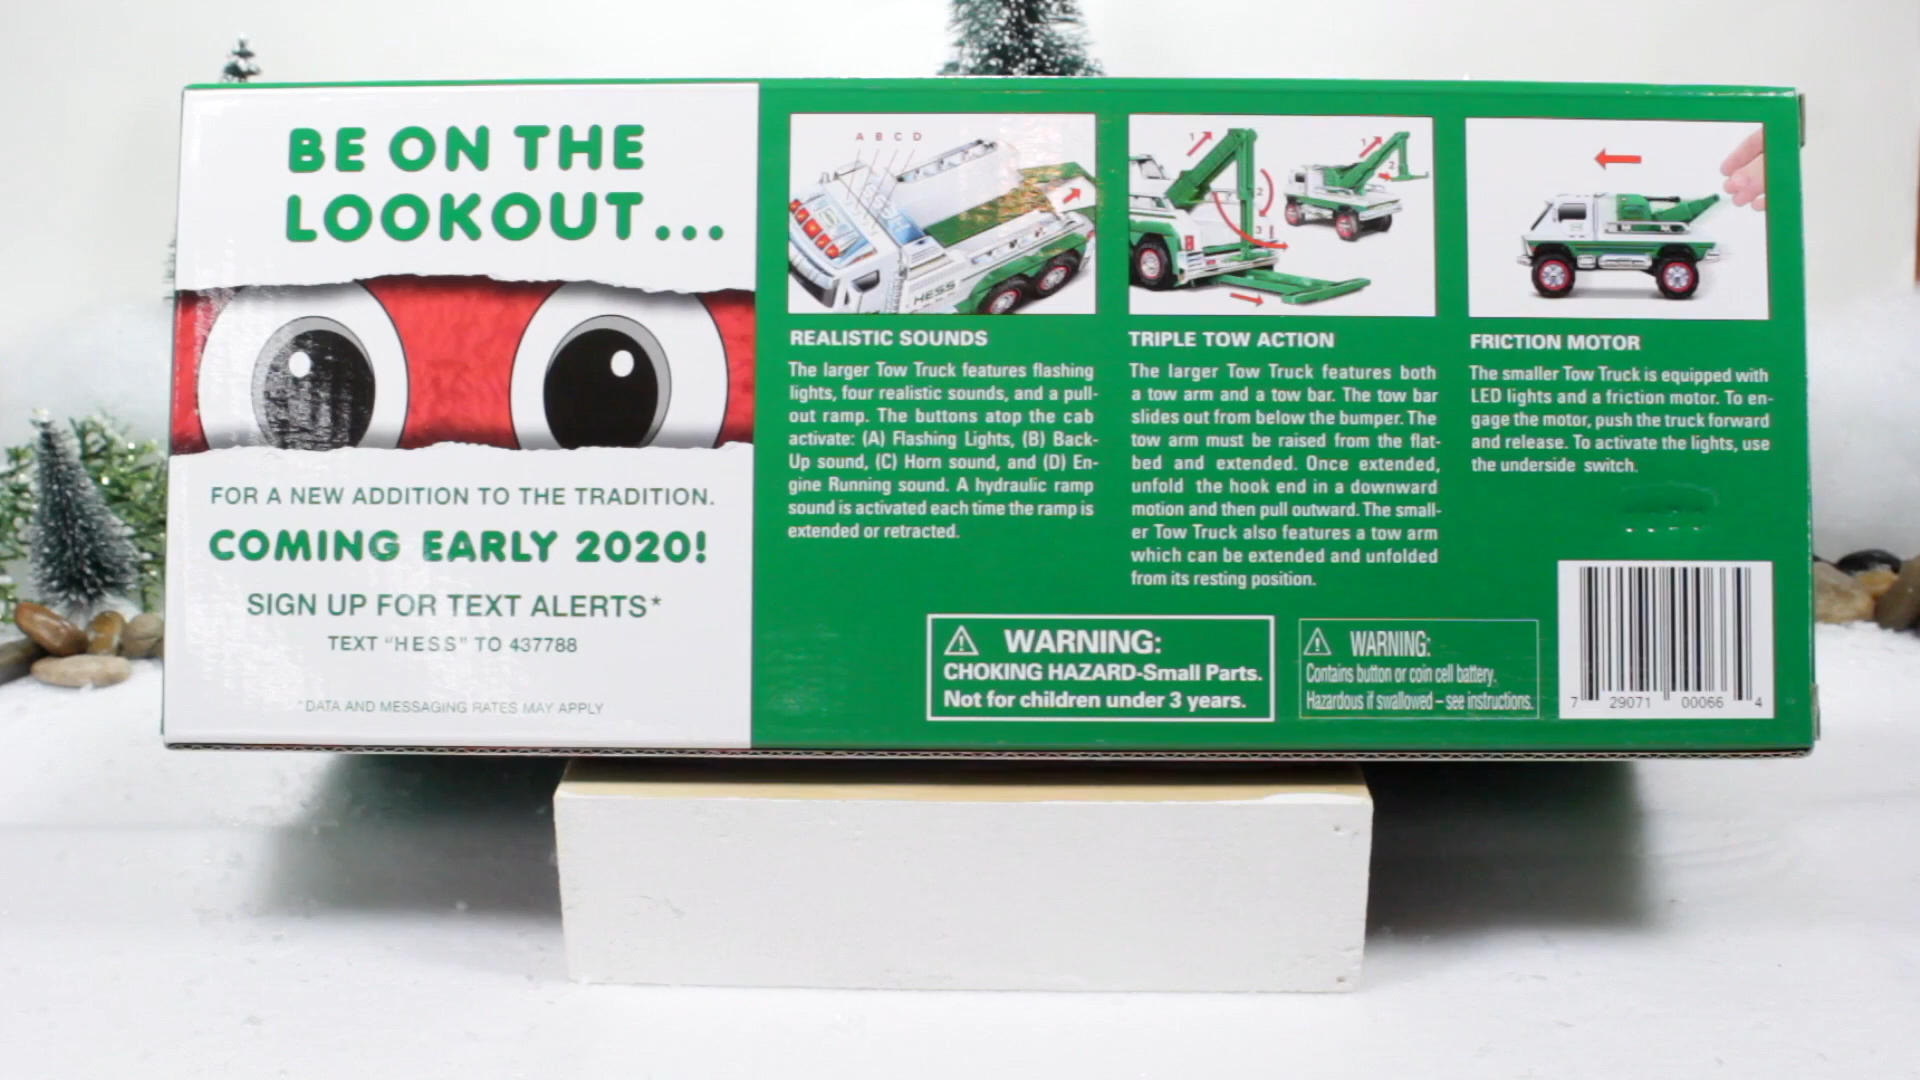 BE ON THE
LOOKOUT...
FOR A NEW ADDITION TO THE TRADITION.
COMING EARLY 2020!
SIGN UP FOR TEXT ALERTS*
TEXT "HESS" TO 437788
*DATA AND MESSAGING RATES MAY APPLY
A B C D
HESS
REALISTIC SOUNDS
The larger Tow Truck features flashing
lights, four realistic sounds, and a pull-
out ramp. The buttons atop the cab
activate: (A) Flashing Lights, (B) Back-
Up sound, (C) Horn sound, and (D) En-
gine Running sound. A hydraulic ramp
sound is activated each time the ramp is
extended or retracted.
1
2
3
1
2
TRIPLE TOW ACTION
The larger Tow Truck features both
a tow arm and a tow bar. The tow bar
slides out from below the bumper. The
tow arm must be raised from the flat-
bed and extended. Once extended,
unfold the hook end in a downward
motion and then pull outward. The small-
er Tow Truck also features a tow arm
which can be extended and unfolded
from its resting position.
FRICTION MOTOR
The smaller Tow Truck is equipped with
LED lights and a friction motor. To en-
gage the motor, push the truck forward
and release. To activate the lights, use
the underside switch.
WARNING:
CHOKING HAZARD-Small Parts.
Not for children under 3 years.
WARNING:
Contains button or coin cell battery.
Hazardous if swallowed – see instructions.
7 29071 00066 4